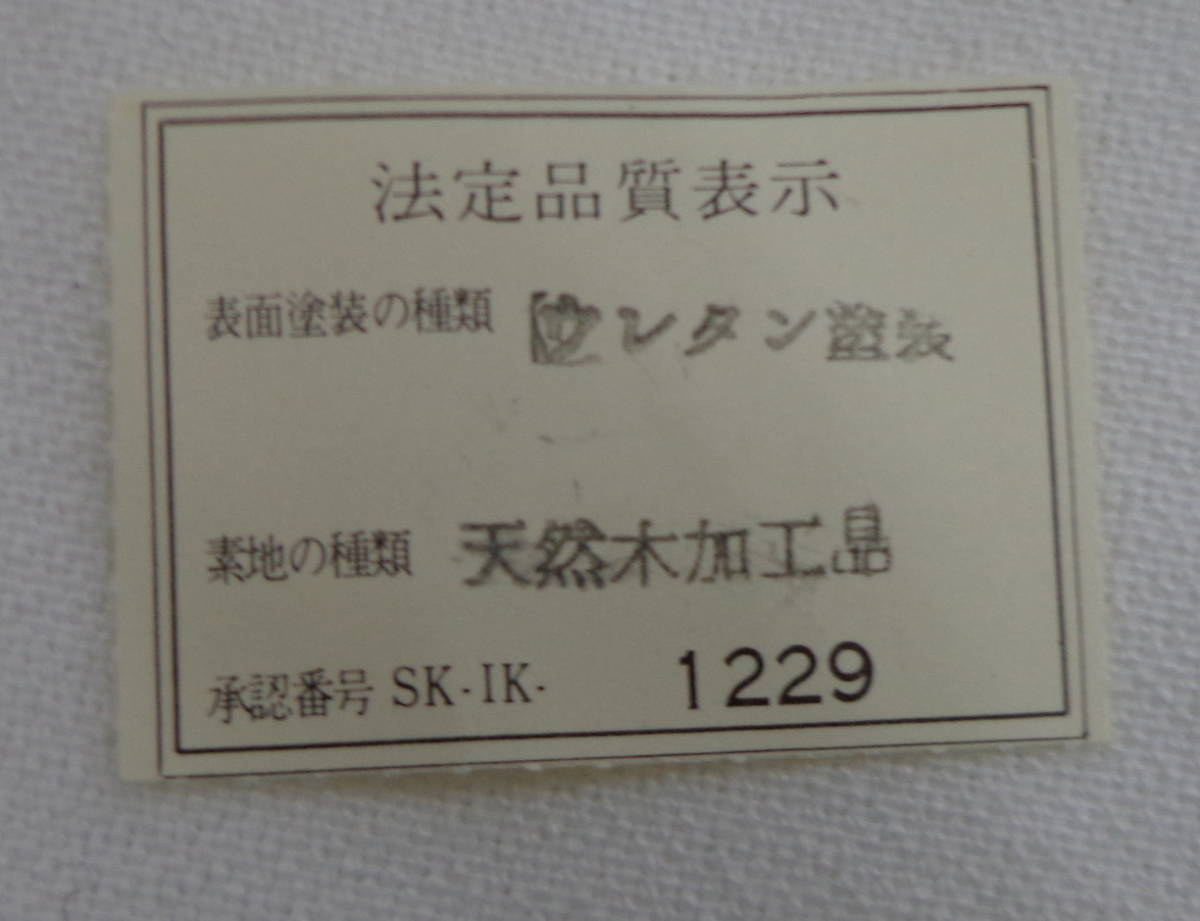 法定品質表示
表面塗装の種類 ウレタン塗装
素地の種類 天然木加工品
承認番号 SK-IK- 1229